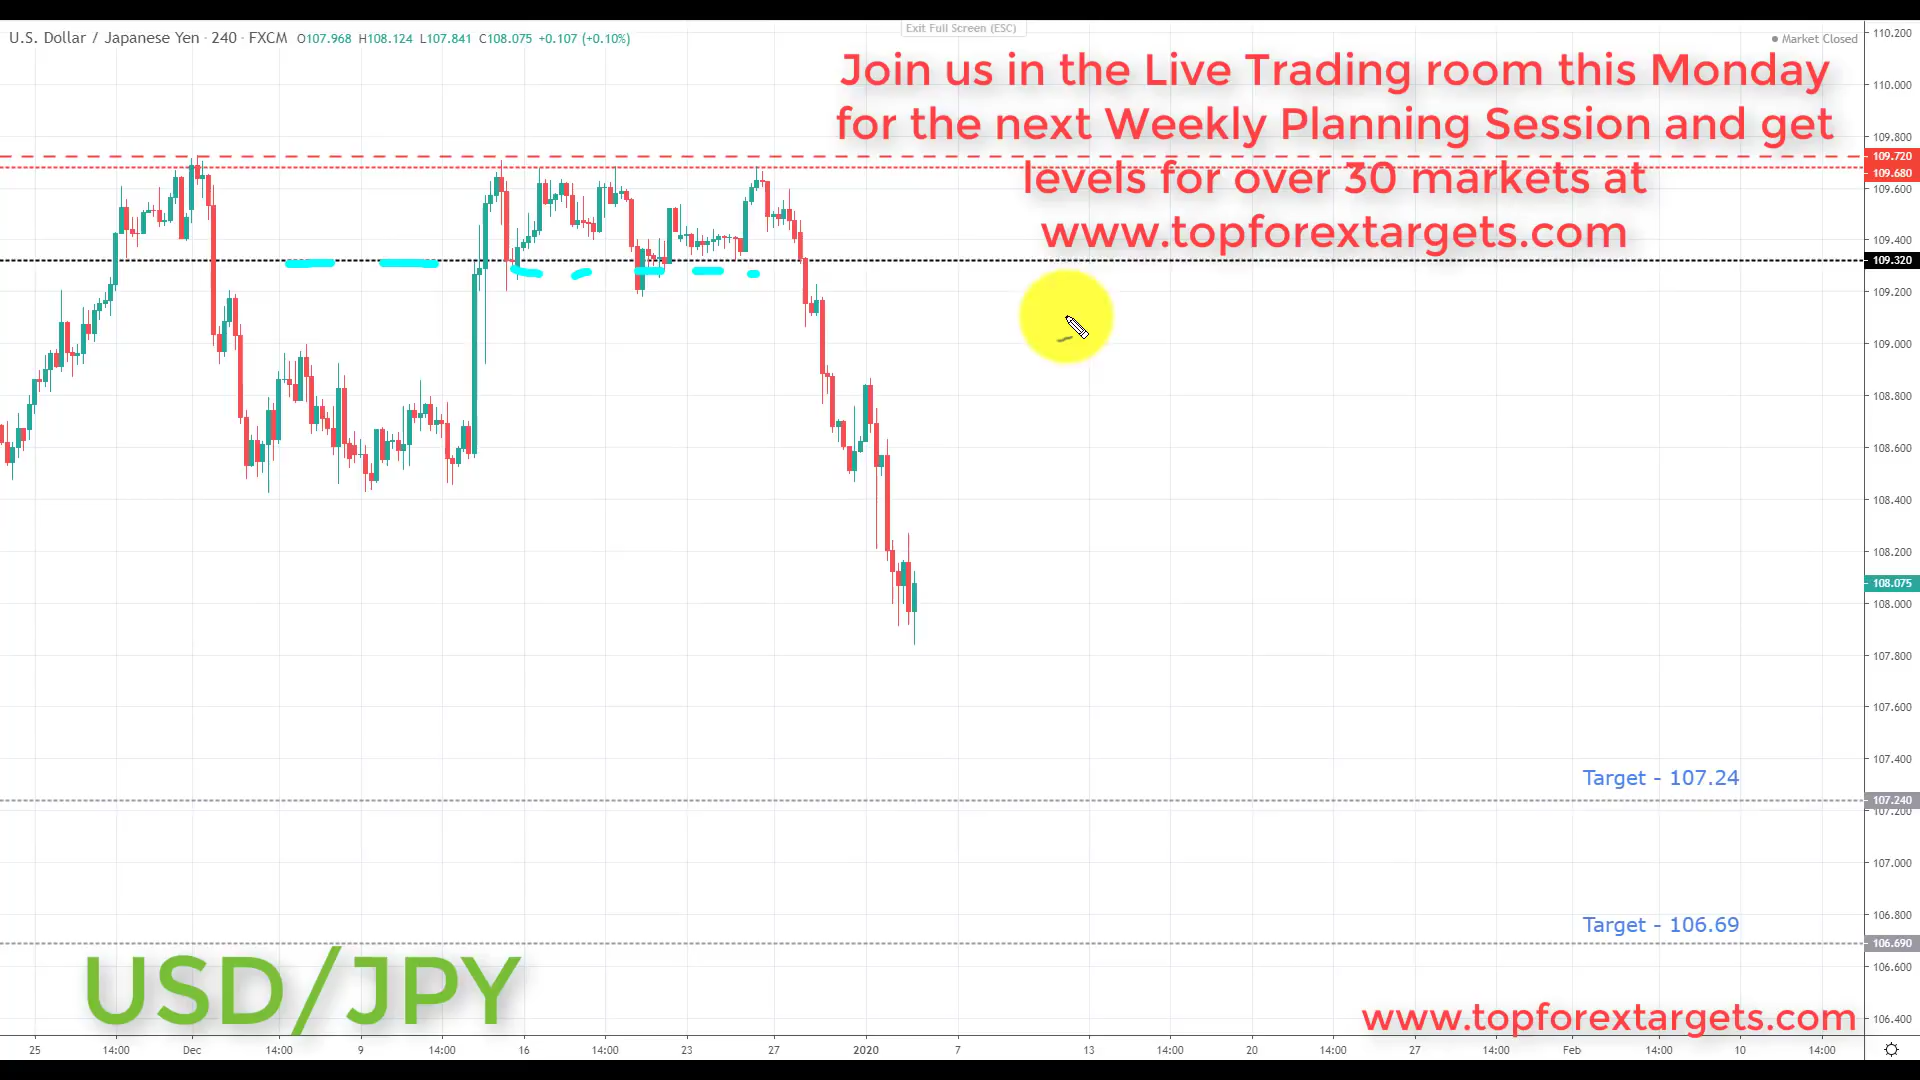 Exit Full Screen (ESC)
U.S. Dollar / Japanese Yen · 240 · FXCM O107.968 H108.124 L107.841 C108.075 +0.107 (+0.10%)
Market Closed
Join us in the Live Trading room this Monday
for the next Weekly Planning Session and get
levels for over 30 markets at
www.topforextargets.com
110.200
110.000
109.800
109.720
109.680
109.600
109.400
109.320
109.200
109.000
108.800
108.600
108.400
108.200
108.075
108.000
107.800
107.600
107.400
Target - 107.24
107.240
107.200
107.000
106.800
Target - 106.69
106.690
106.600
106.400
USD/JPY
www.topforextargets.com
25 14:00 Dec 14:00 9 14:00 16 14:00 23 27 2020 7 13 14:00 20 14:00 27 14:00 Feb 14:00 10 14:00